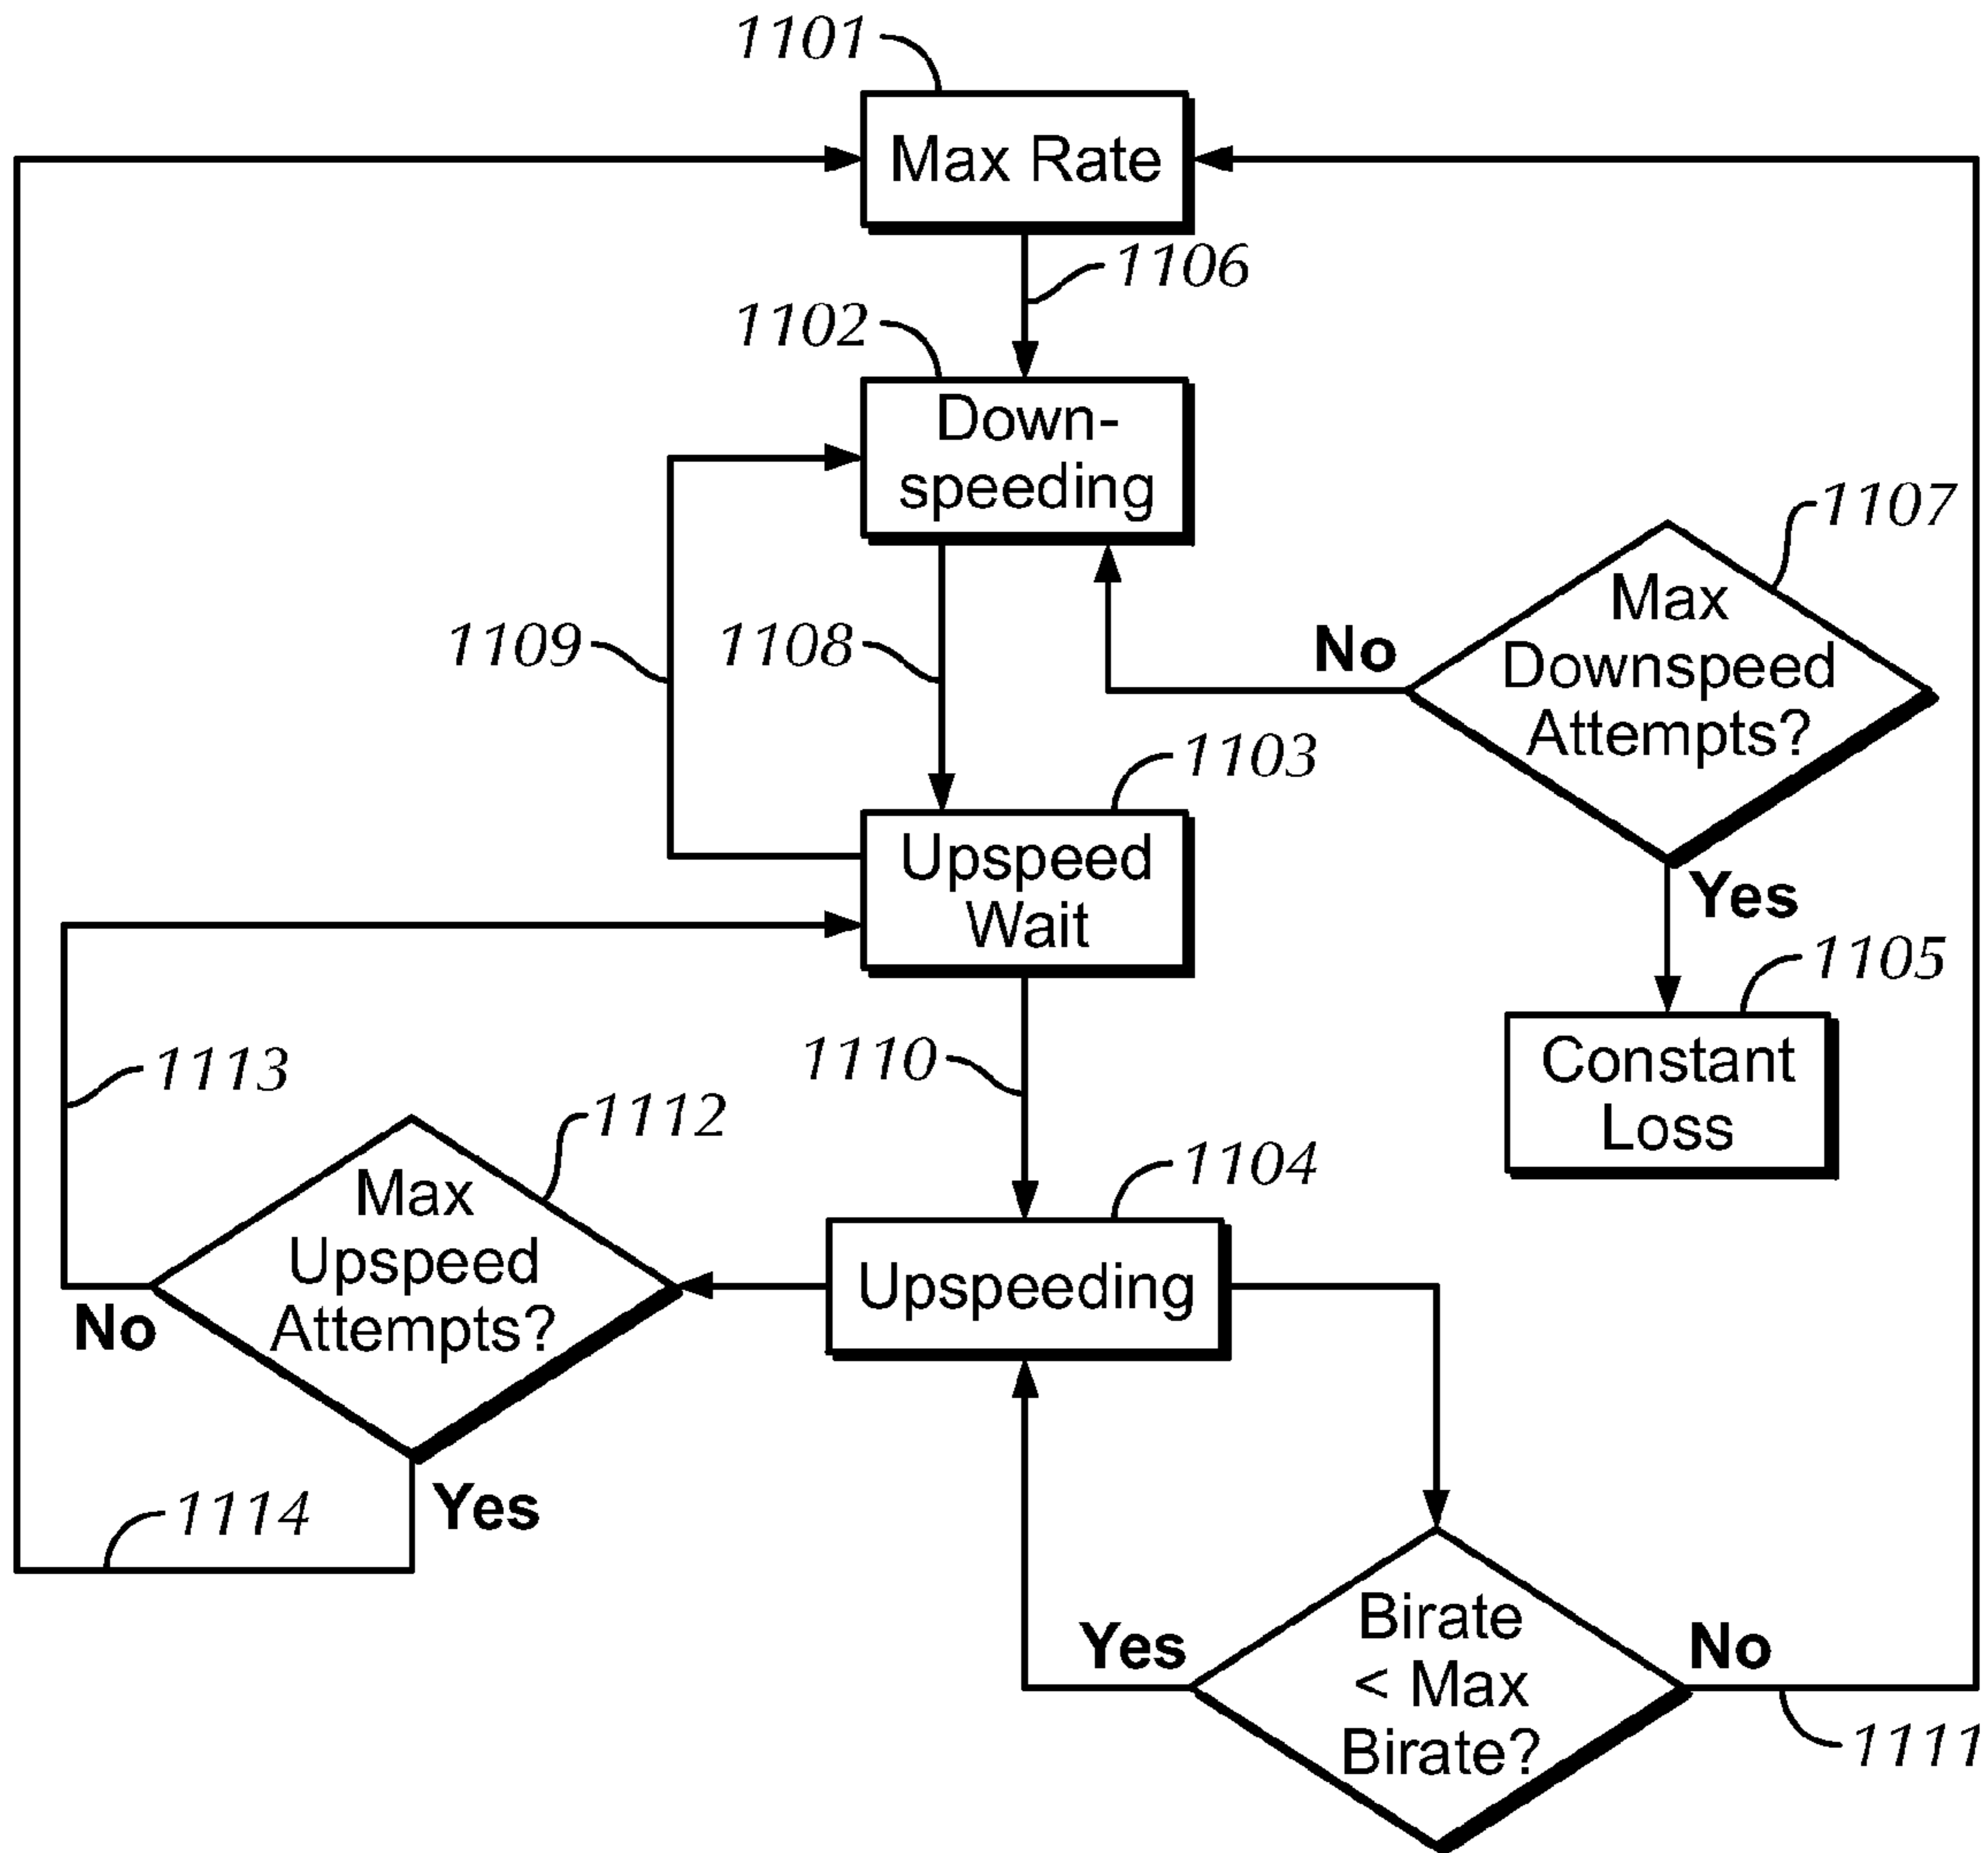 1101
Max Rate
1106
1102
Down-
speeding
1107
Max
Downspeed
Attempts?
No
Yes
1109
1108
1103
Upspeed
Wait
1105
Constant
Loss
1110
1113
1112
Max
Upspeed
Attempts?
No
Yes
1104
Upspeeding
1114
Birate
< Max
Birate?
Yes
No
1111